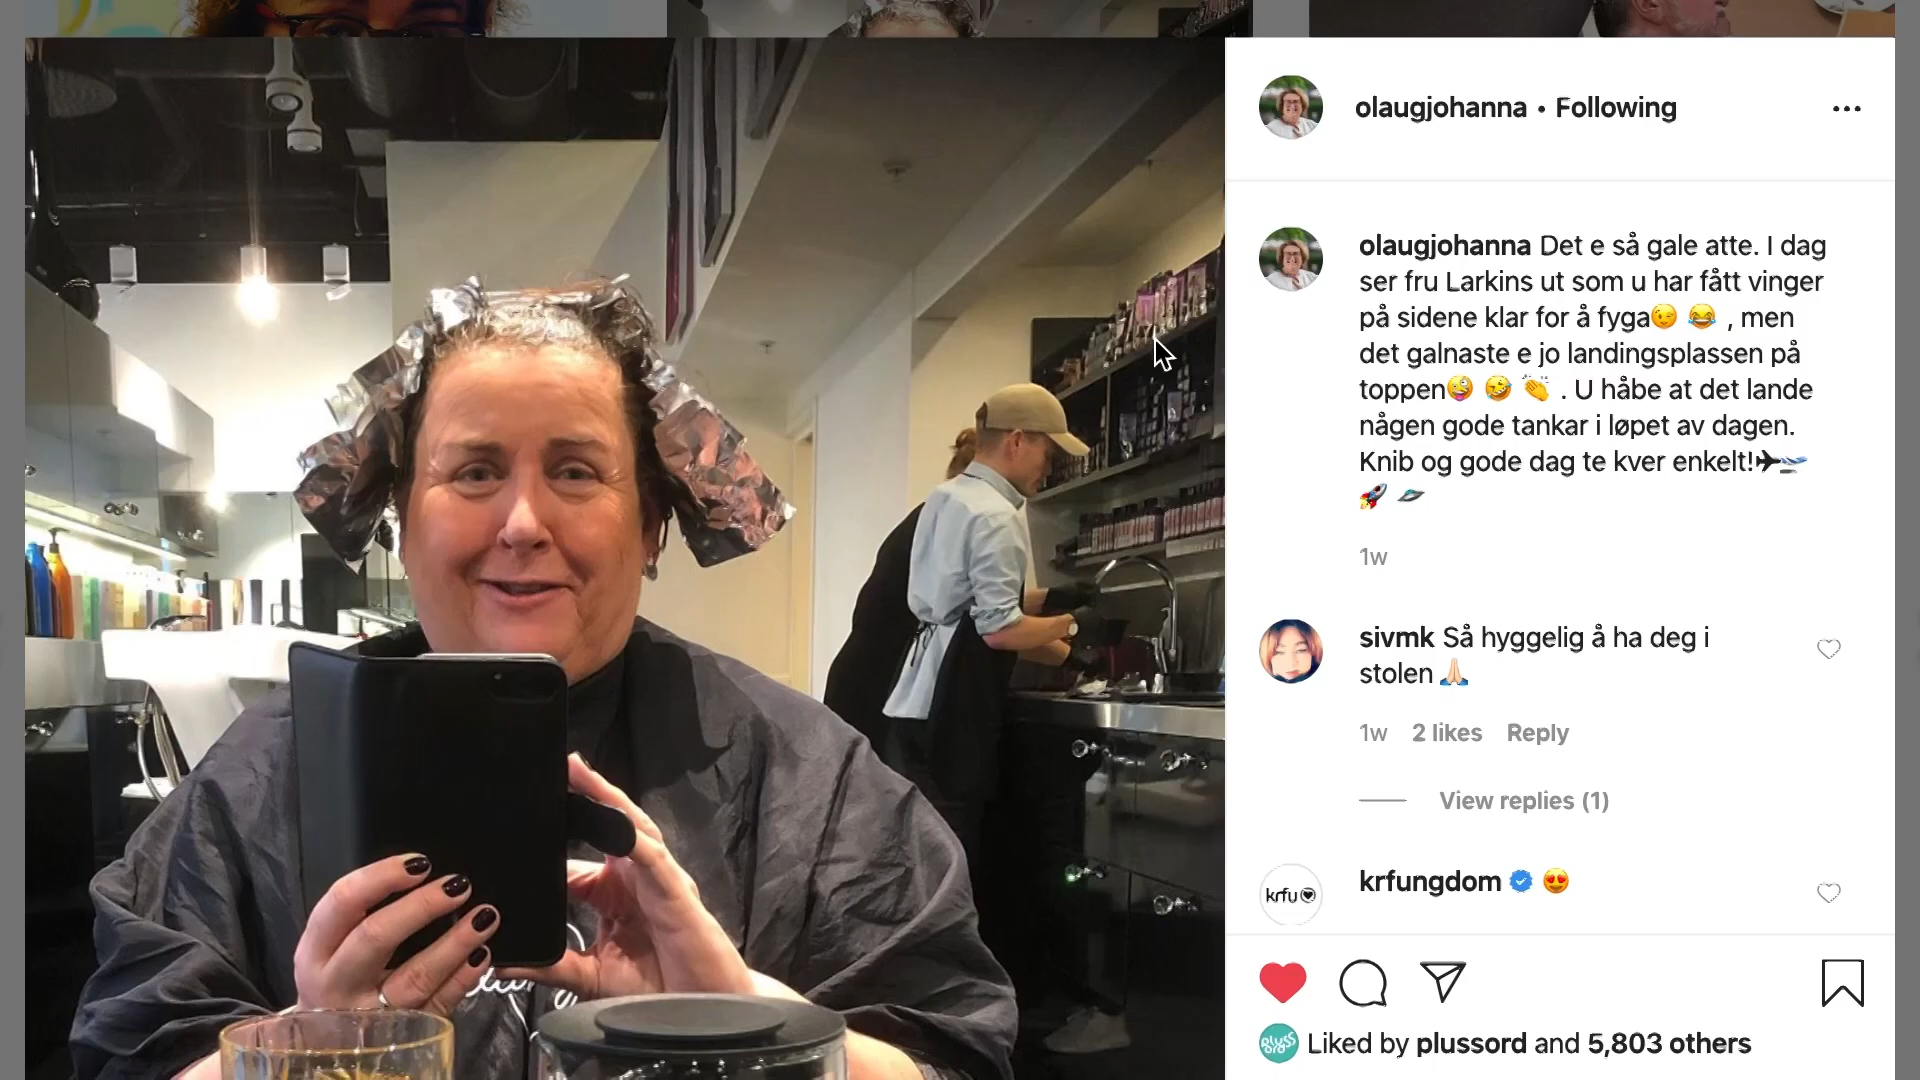 olaugjohanna • Following
olaugjohanna Det e så gale atte. I dag
ser fru Larkins ut som u har fått vinger
på sidene klar for å fyga😉 😂 , men
det galnaste e jo landingsplassen på
toppen🤪 🤣 👏 . U håbe at det lande
någen gode tankar i løpet av dagen.
Knib og gode dag te kver enkelt!✈🛫
🚀 🛸
1w
sivmk Så hyggelig å ha deg i
stolen🙏🏻
1w 2 likes Reply
View replies (1)
krfu
krfungdom 😍
pluss
ord
Liked by plussord and 5,803 others